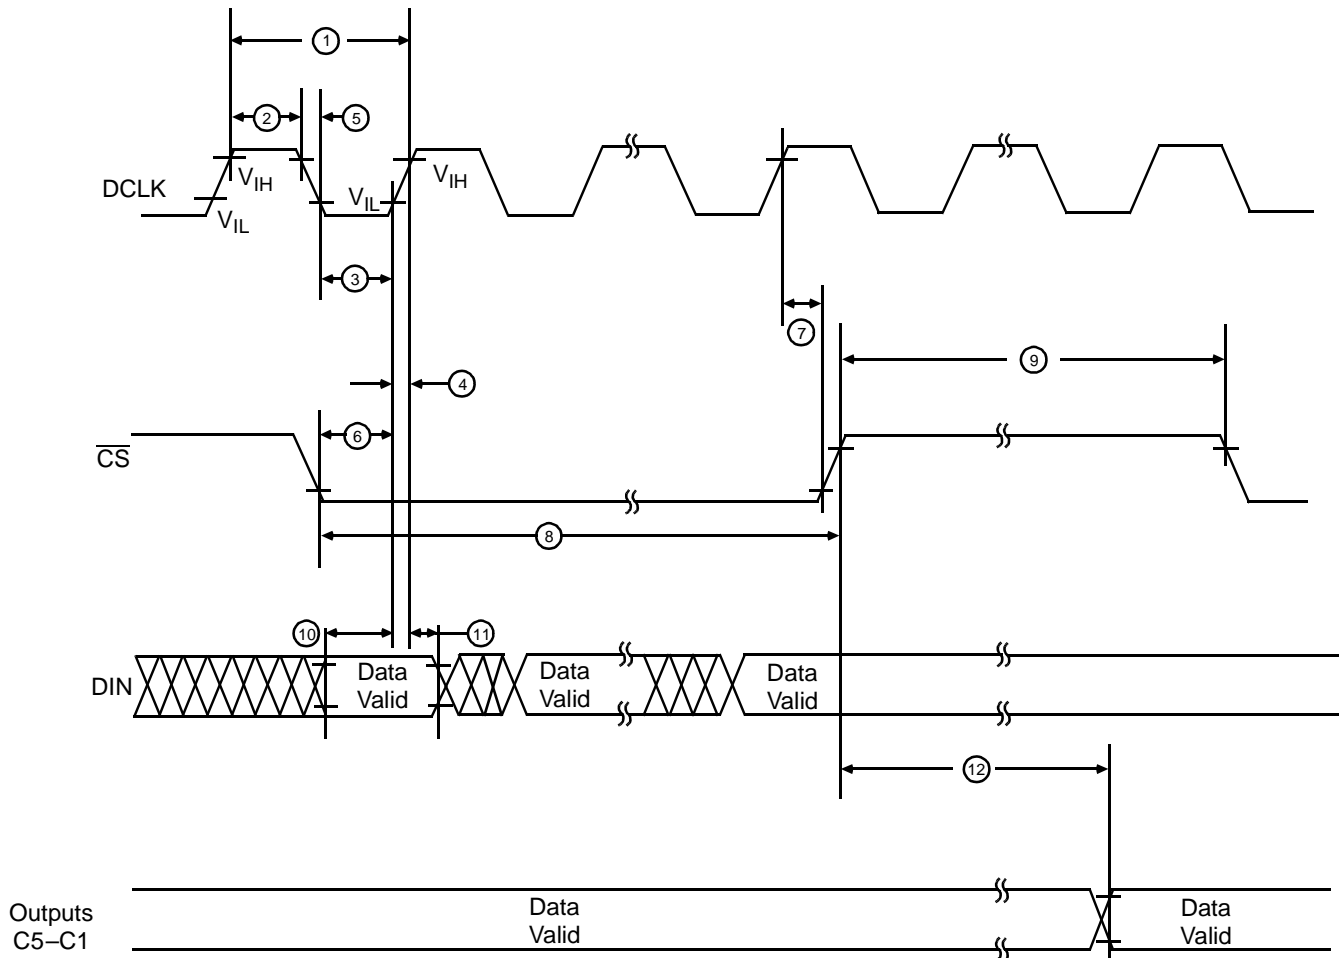 1
2
5
DCLK
VIH
VIL
VIL
VIH
3
7
4
9
CS
6
8
10
11
DIN
Data
Valid
Data
Valid
Data
Valid
12
Outputs
C5–C1
Data
Valid
Data
Valid